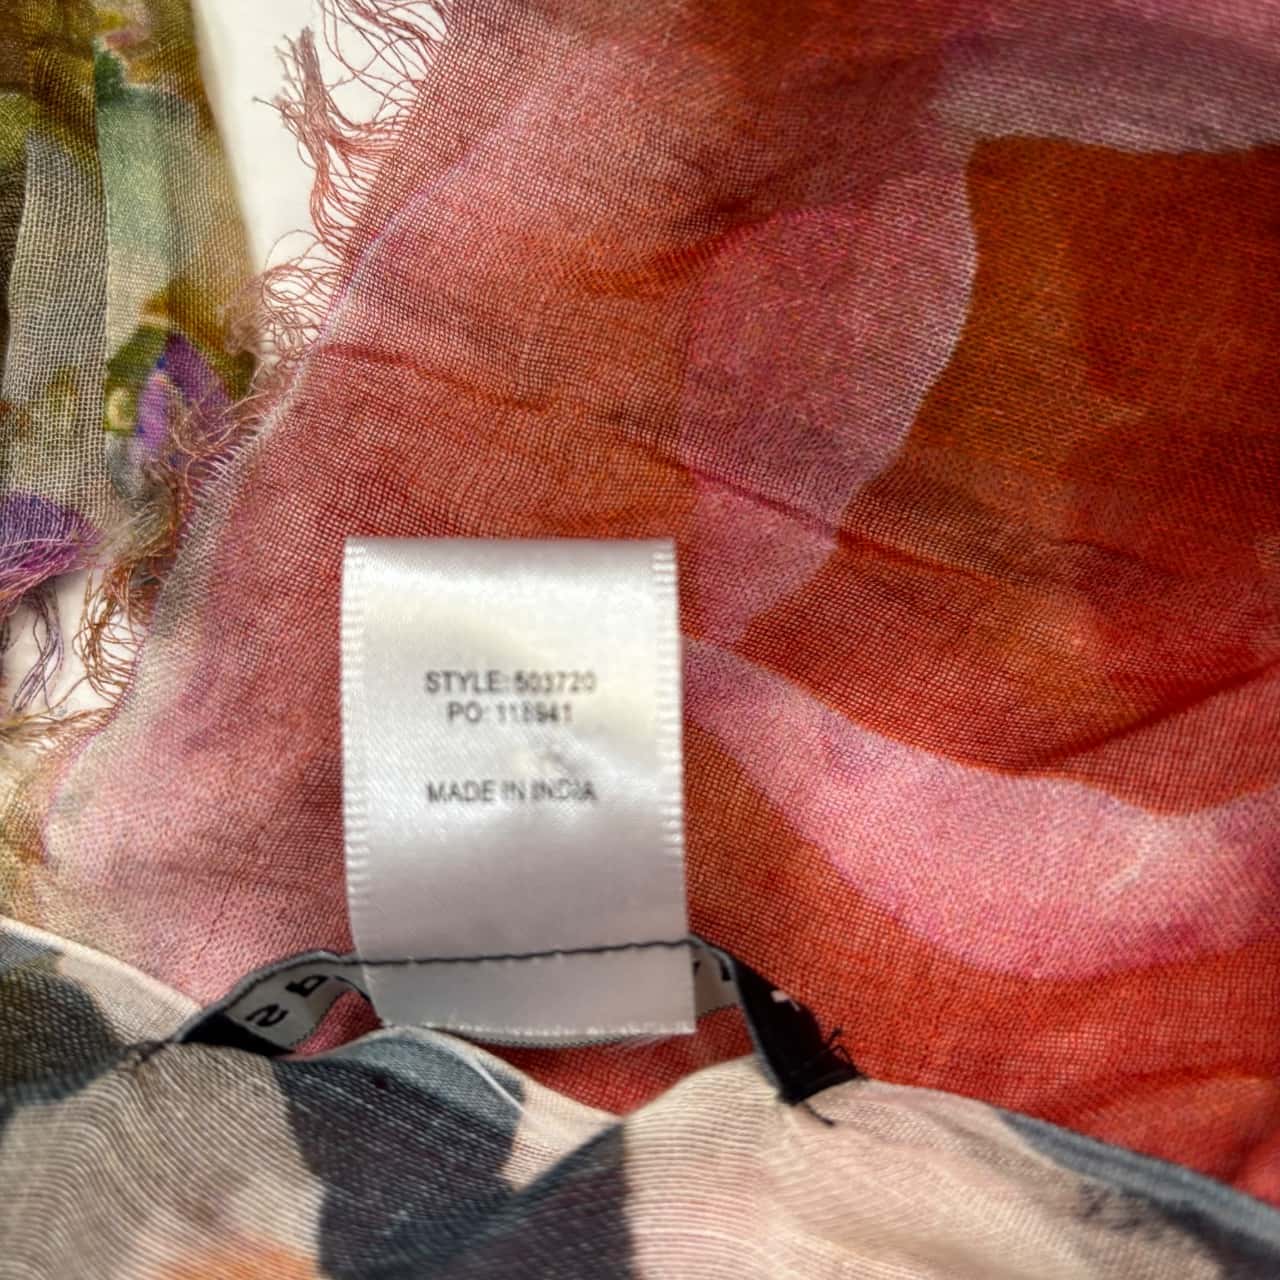 STYLE: 503720
PO: 118941
MADE IN INDIA